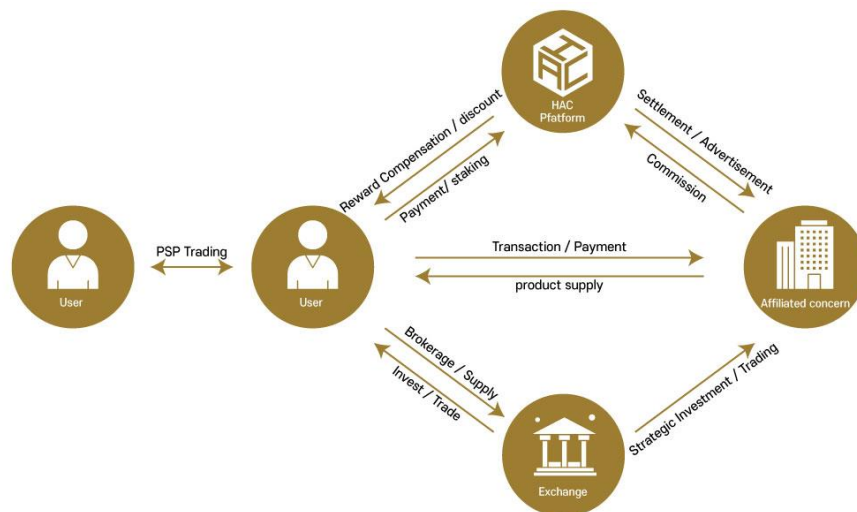 HAC
HAC
Pfatform
Reward Compensation / discount
Payment/ staking
Settlement / Advertisement
Commission
PSP Trading
User
User
Transaction / Payment
product supply
Affiliated concern
Brokerage / Supply
Invest / Trade
Strategic Investment / Trading
Exchange